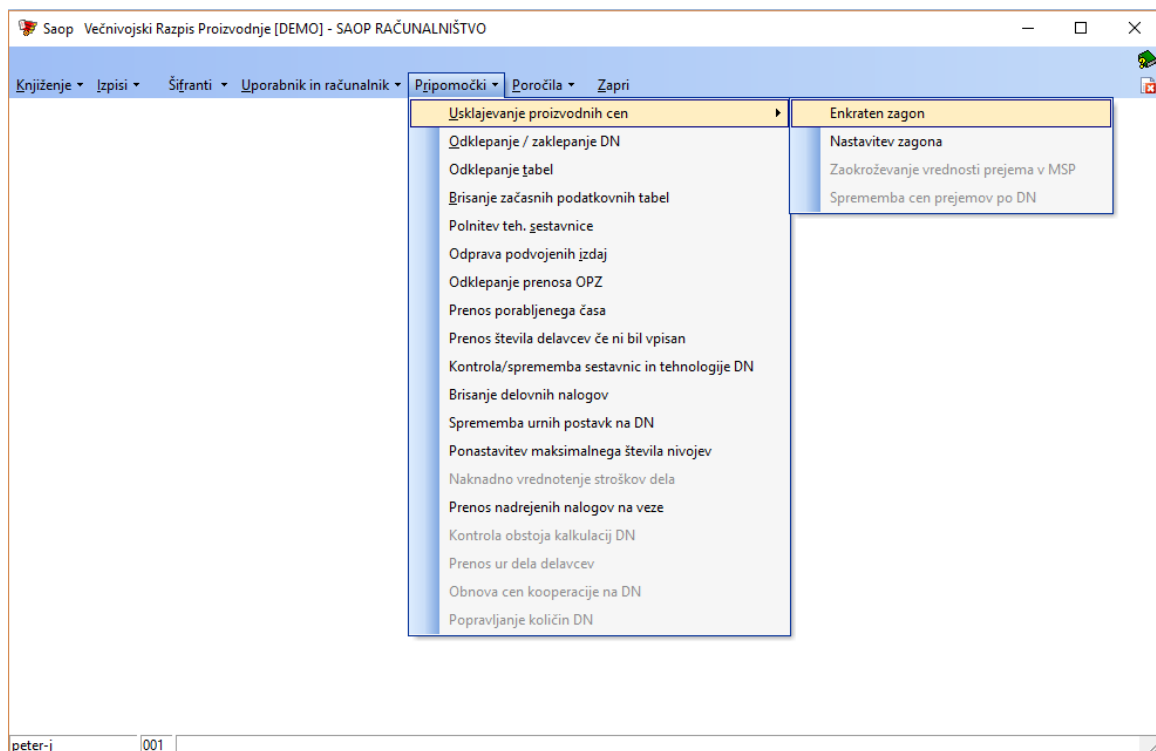 Saop Večnivojski Razpis Proizvodnje [DEMO] - SAOP RAČUNALNIŠTVO
Knjiženje Izpisi Šifranti Uporabnik in računalnik Pripomočki Poročila Zapri
Usklajevanje proizvodnih cen
Odklepanje / zaklepanje DN
Odklepanje tabel
Brisanje začasnih podatkovnih tabel
Polnitev teh. sestavnice
Odprava podvojenih izdaj
Odklepanje prenosa OPZ
Prenos porabljenega časa
Prenos števila delavcev če ni bil vpisan
Kontrola/sprememba sestavnic in tehnologije DN
Brisanje delovnih nalogov
Sprememba urnih postavk na DN
Ponastavitev maksimalnega števila nivojev
Naknadno vrednotenje stroškov dela
Prenos nadrejenih nalogov na veze
Kontrola obstoja kalkulacij DN
Prenos ur dela delavcev
Obnova cen kooperacije na DN
Popravljanje količin DN
Enkraten zagon
Nastavitev zagona
Zaokroževanje vrednosti prejema v MSP
Sprememba cen prejemov po DN
peter-j 001